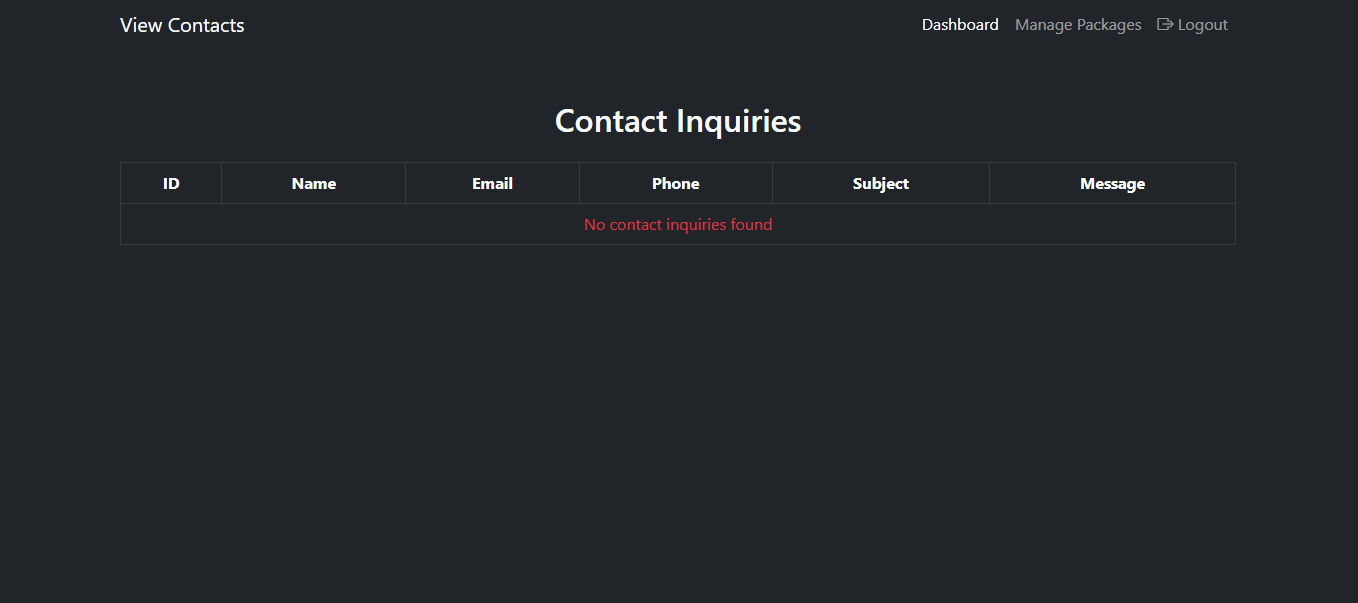 View Contacts Dashboard Manage Packages Logout
Contact Inquiries
ID Name Email Phone Subject Message
No contact inquiries found